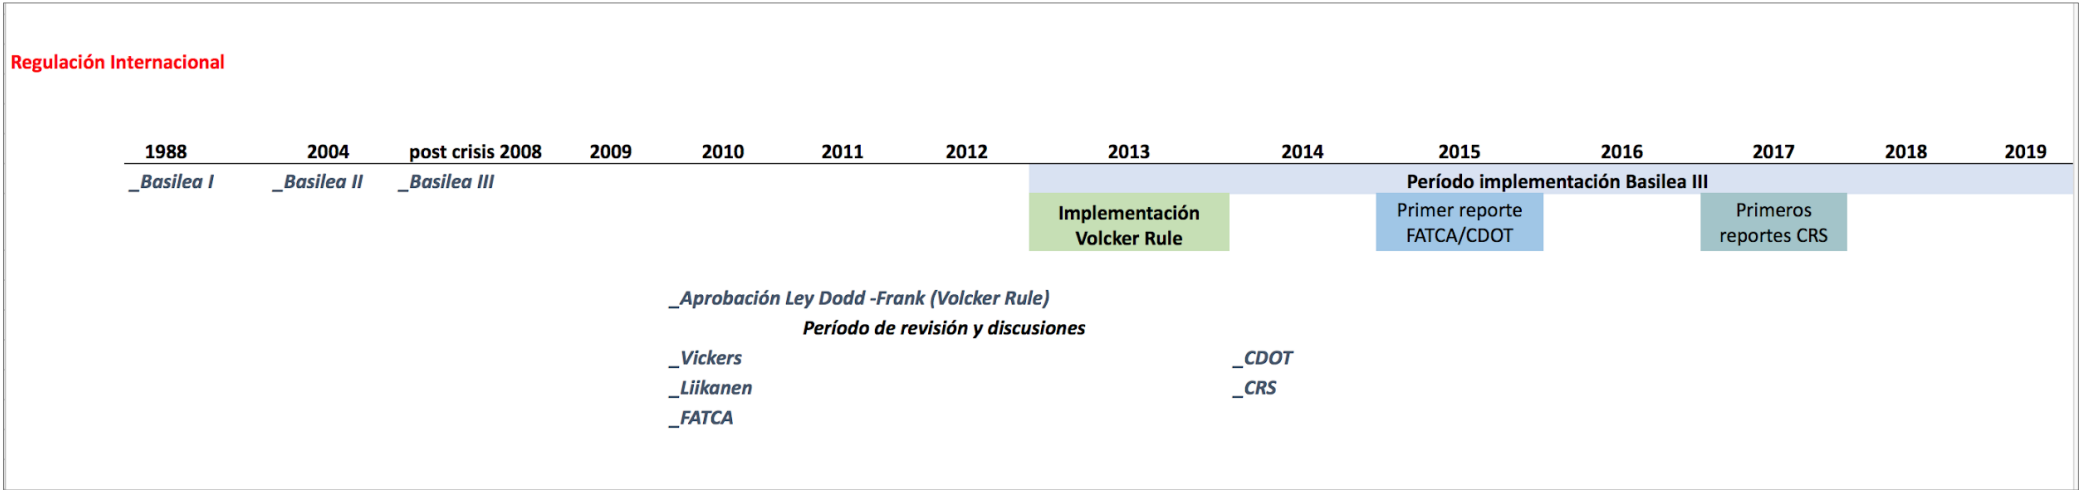 Regulación Internacional
1988 2004 post crisis 2008 2009 2010 2011 2012 2013 2014 2015 2016 2017 2018 2019
_Basilea I _Basilea II _Basilea III Período implementación Basilea III
Implementación Primer reporte Primeros
Volcker Rule FATCA/CDOT reportes CRS
_Aprobación Ley Dodd -Frank (Volcker Rule)
Período de revisión y discusiones
_Vickers _CDOT
_Liikanen _CRS
_FATCA